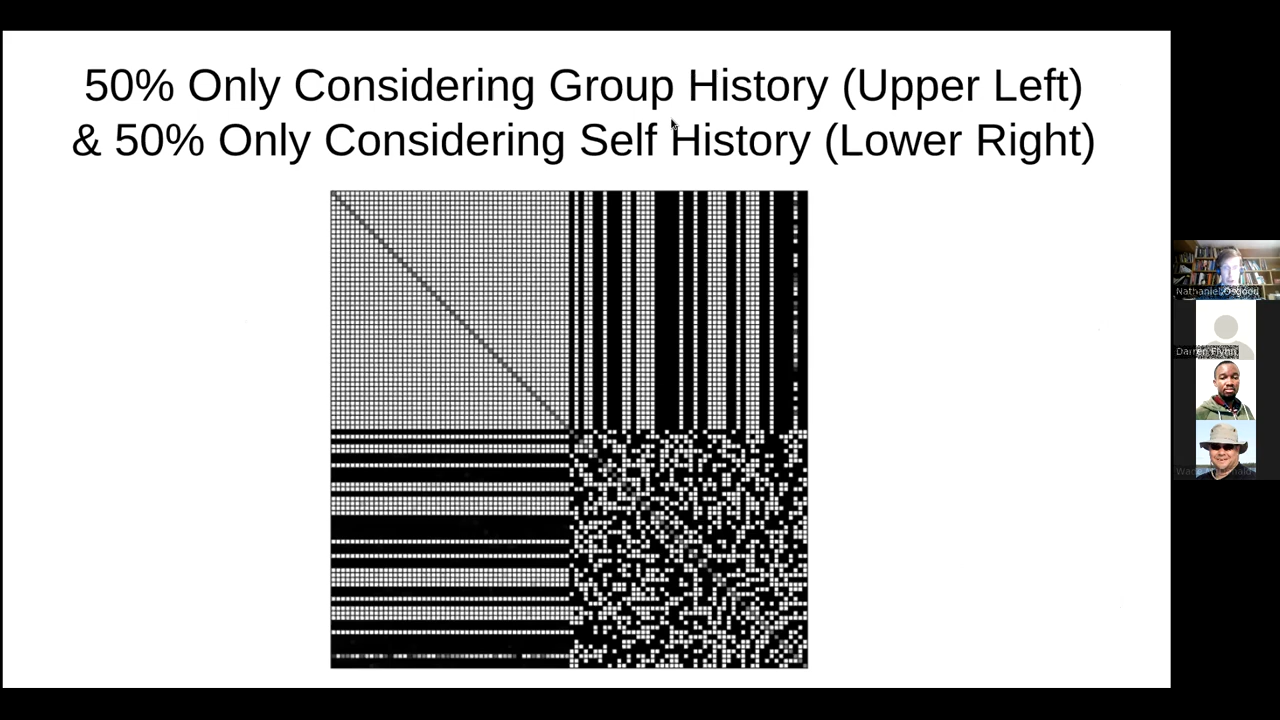 50% Only Considering Group History (Upper Left)
& 50% Only Considering Self History (Lower Right)
Nathaniel Osgood
Darren Flynn